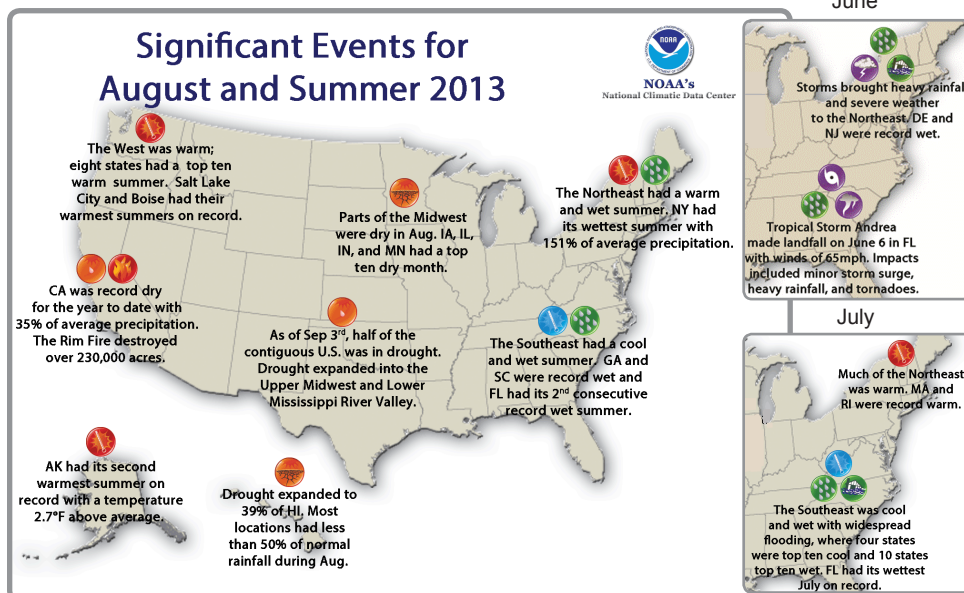 Significant Events for
August and Summer 2013
NOAA
NOAA's
National Climatic Data Center
The West was warm;
eight states had a top ten
warm summer. Salt Lake
City and Boise had their
warmest summers on record.
Parts of the Midwest
were dry in Aug. IA, IL,
IN, and MN had a top
ten dry month.
The Northeast had a warm
and wet summer. NY had
its wettest summer with
151% of average precipitation.
CA was record dry
for the year to date with
35% of average precipitation.
The Rim Fire destroyed
over 230,000 acres.
As of Sep 3rd, half of the
contiguous U.S. was in drought.
Drought expanded into the
Upper Midwest and Lower
Mississippi River Valley.
The Southeast had a cool
and wet summer. GA and
SC were record wet and
FL had its 2nd consecutive
record wet summer.
AK had its second
warmest summer on
record with a temperature
2.7°F above average.
Drought expanded to
39% of HI. Most
locations had less
than 50% of normal
rainfall during Aug.
June
Storms brought heavy rainfall
and severe weather
to the Northeast. DE and
NJ were record wet.
Tropical Storm Andrea
made landfall on June 6 in FL
with winds of 65mph. Impacts
included minor storm surge,
heavy rainfall, and tornadoes.
July
Much of the Northeast
was warm. MA and
RI were record warm.
The Southeast was cool
and wet with widespread
flooding, where four states
were top ten cool and 10 states
top ten wet. FL had its wettest
July on record.